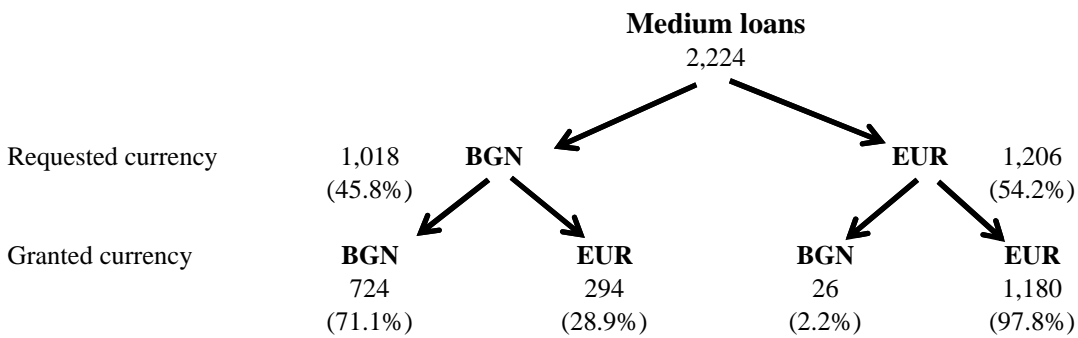 Medium loans
2,224
Requested currency 1,018 BGN EUR 1,206
(45.8%) (54.2%)
Granted currency BGN EUR BGN EUR
724 294 26 1,180
(71.1%) (28.9%) (2.2%) (97.8%)